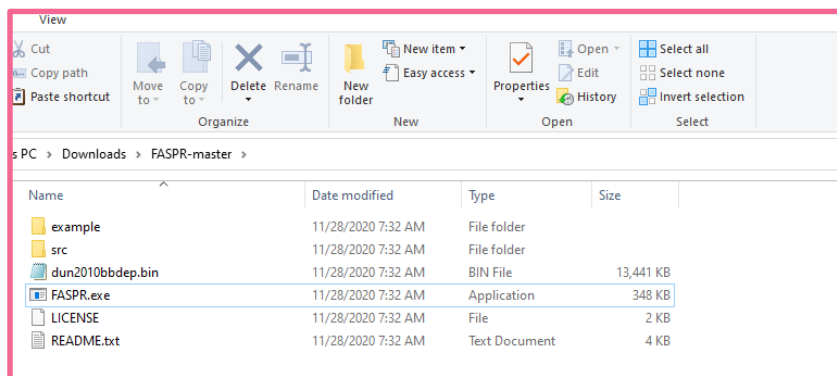 View
Cut
Copy path
Paste shortcut
Move to
Copy to
Delete
Rename
New folder
New item
Easy access
Properties
Open
Edit
History
Select all
Select none
Invert selection
Organize
New
Open
Select
s PC > Downloads > FASPR-master >
Name Date modified Type Size
example 11/28/2020 7:32 AM File folder
src 11/28/2020 7:32 AM File folder
dun2010bbdep.bin 11/28/2020 7:32 AM BIN File 13,441 KB
FASPR.exe 11/28/2020 7:32 AM Application 348 KB
LICENSE 11/28/2020 7:32 AM File 2 KB
README.txt 11/28/2020 7:32 AM Text Document 4 KB